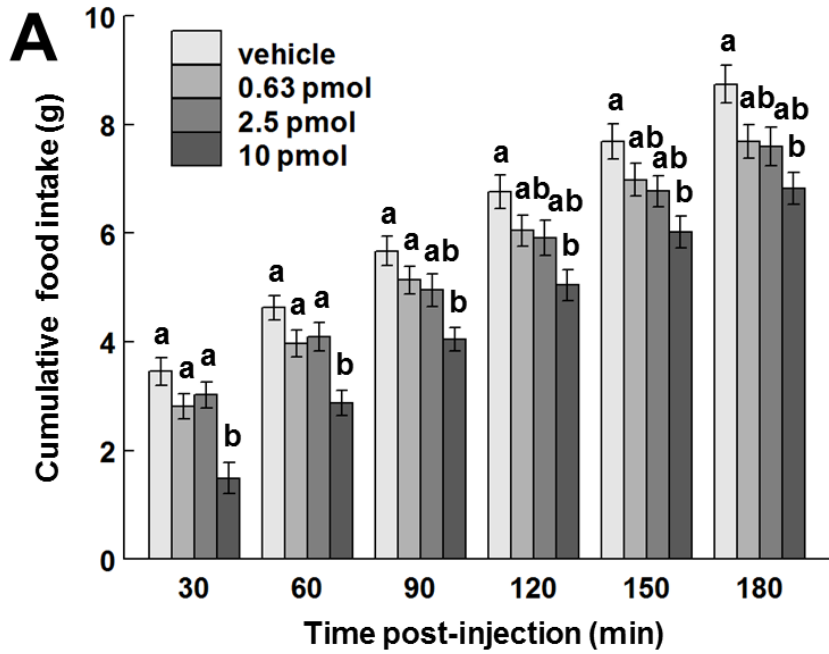 A
vehicle
0.63 pmol
2.5 pmol
10 pmol
Cumulative food intake (g)
10
8
6
4
2
0
a a a b
a a a b
a a ab b
a ab ab b
a ab ab b
a ab ab b
30 60 90 120 150 180
Time post-injection (min)